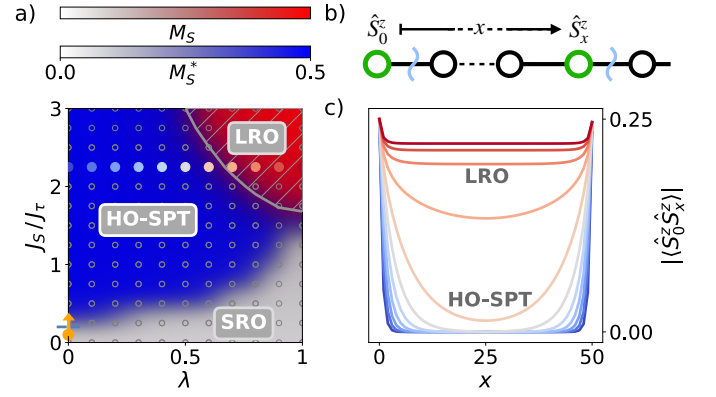 a)
M_S
0.0 M_S^* 0.5
3
2
1
0
J_S/J_τ
LRO
HO-SPT
SRO
0 0.5 1
λ
b)
Ŝ_0^z x Ŝ_x^z
c)
0.25
0.00
LRO
HO-SPT
|⟨Ŝ_0^z Ŝ_x^z⟩|
0 25 50
x